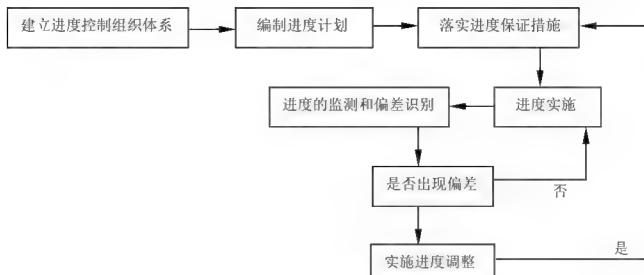 建立进度控制组织体系
编制进度计划
落实进度保证措施
进度的监测和偏差识别
进度实施
是否出现偏差
否
实施进度调整
是